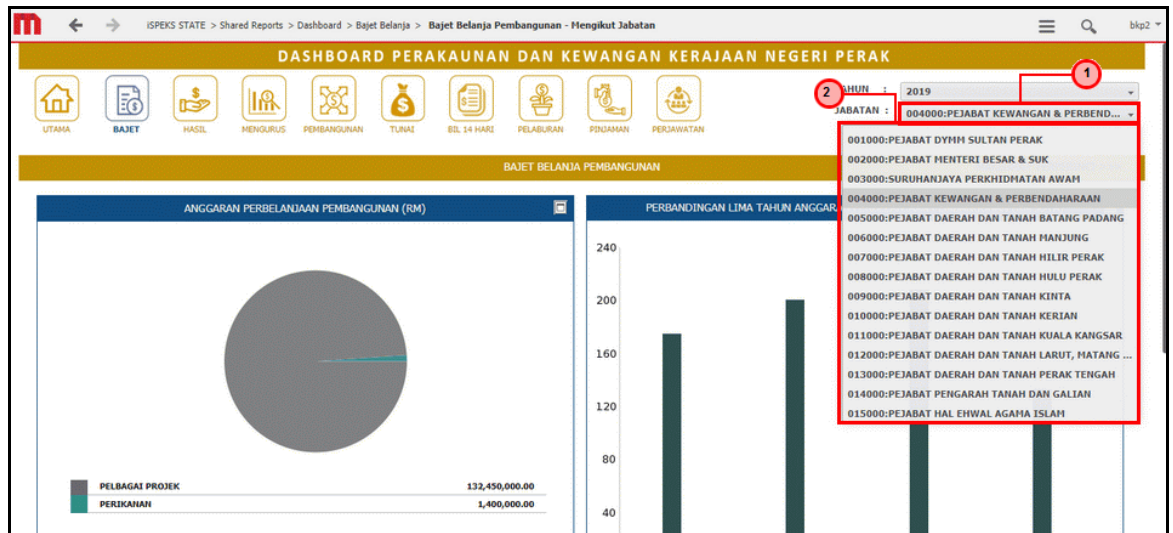 iSPEKS STATE > Shared Reports > Dashboard > Bajet Belanja > Bajet Belanja Pembangunan - Mengikut Jabatan
bkp2
DASHBOARD PERAKAUNAN DAN KEWANGAN KERAJAAN NEGERI PERAK
UTAMA
BAJET
HASIL
MENGURUS
PEMBANGUNAN
TUNAI
BIL 14 HARI
PELABURAN
PINJAMAN
PERJAWATAN
1
2
AHUN : 2019
JABATAN : 004000:PEJABAT KEWANGAN & PERBEND...
001000:PEJABAT DYMM SULTAN PERAK
002000:PEJABAT MENTERI BESAR & SUK
003000:SURUHANJAYA PERKHIDMATAN AWAM
004000:PEJABAT KEWANGAN & PERBENDAHARAAN
005000:PEJABAT DAERAH DAN TANAH BATANG PADANG
006000:PEJABAT DAERAH DAN TANAH MANJUNG
007000:PEJABAT DAERAH DAN TANAH HILIR PERAK
008000:PEJABAT DAERAH DAN TANAH HULU PERAK
009000:PEJABAT DAERAH DAN TANAH KINTA
010000:PEJABAT DAERAH DAN TANAH KERIAN
011000:PEJABAT DAERAH DAN TANAH KUALA KANGSAR
012000:PEJABAT DAERAH DAN TANAH LARUT, MATANG ...
013000:PEJABAT DAERAH DAN TANAH PERAK TENGAH
014000:PEJABAT PENGARAH TANAH DAN GALIAN
015000:PEJABAT HAL EHWAL AGAMA ISLAM
BAJET BELANJA PEMBANGUNAN
ANGGARAN PERBELANJAAN PEMBANGUNAN (RM)
PELBAGAI PROJEK 132,450,000.00
PERIKANAN 1,400,000.00
PERBANDINGAN LIMA TAHUN ANGGAR
240
200
160
120
80
40